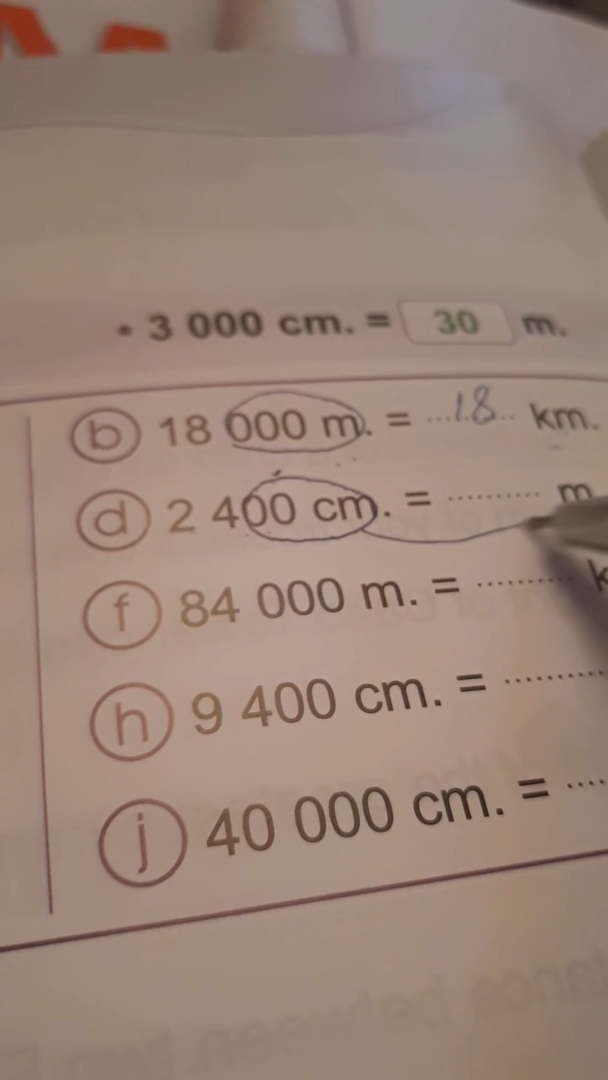 • 3 000 cm. = 30 m.
b 18 000 m. = ...18... km.
d 2 400 cm. = .......... m
f 84 000 m. = .......... k
h 9 400 cm. = ..........
j 40 000 cm. = ....